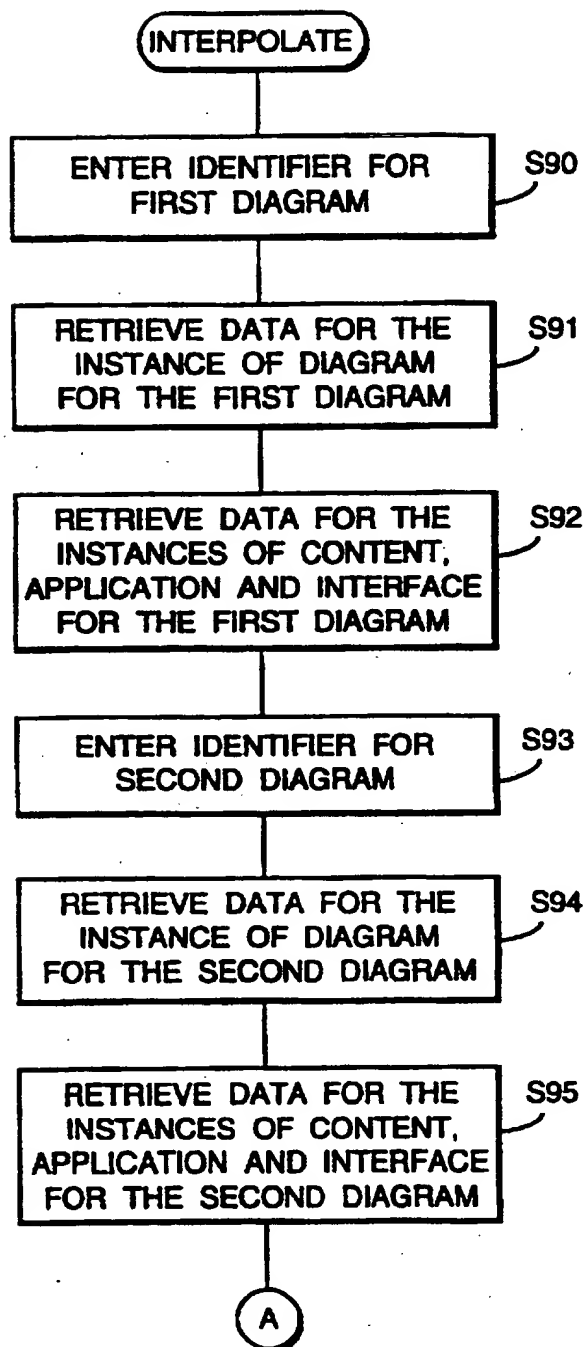 INTERPOLATE
ENTER IDENTIFIER FOR
FIRST DIAGRAM
S90
RETRIEVE DATA FOR THE
INSTANCE OF DIAGRAM
FOR THE FIRST DIAGRAM
S91
RETRIEVE DATA FOR THE
INSTANCES OF CONTENT,
APPLICATION AND INTERFACE
FOR THE FIRST DIAGRAM
S92
ENTER IDENTIFIER FOR
SECOND DIAGRAM
S93
RETRIEVE DATA FOR THE
INSTANCE OF DIAGRAM
FOR THE SECOND DIAGRAM
S94
RETRIEVE DATA FOR THE
INSTANCES OF CONTENT,
APPLICATION AND INTERFACE
FOR THE SECOND DIAGRAM
S95
A